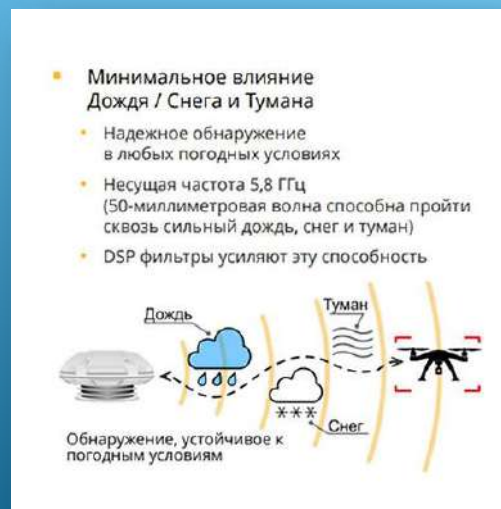 Минимальное влияние
Дождя / Снега и Тумана
Надежное обнаружение
в любых погодных условиях
Несущая частота 5,8 ГГц
(50-миллиметровая волна способна пройти
сквозь сильный дождь, снег и туман)
DSP фильтры усиляют эту способность
Туман
Дождь
Снег
Обнаружение, устойчивое к
погодным условиям